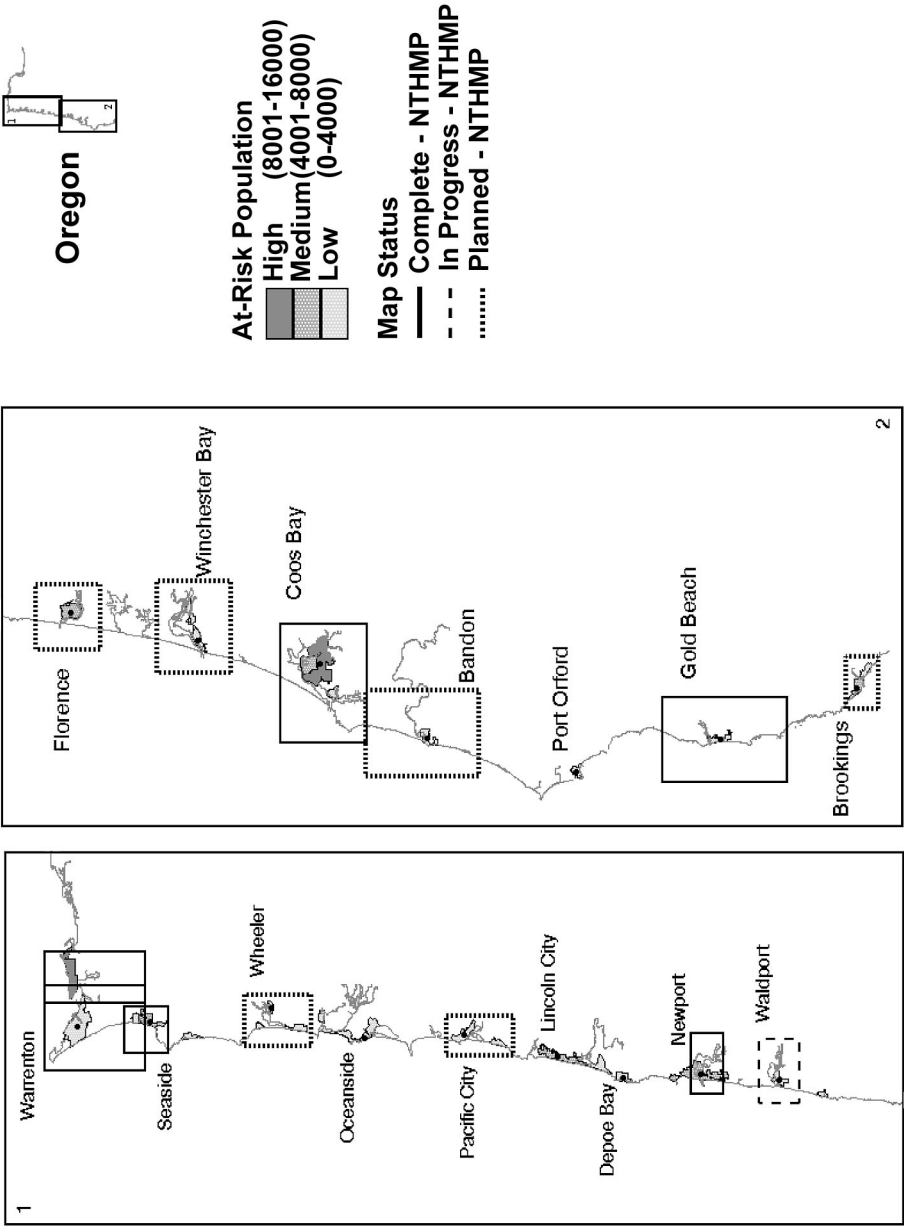 1
Warrenton
Seaside
Wheeler
Oceanside
Pacific City
Lincoln City
Depoe Bay
Newport
Waldport
2
Florence
Winchester Bay
Coos Bay
Bandon
Port Orford
Gold Beach
Brookings
Oregon
1
2
At-Risk Population
High (8001-16000)
Medium(4001-8000)
Low (0-4000)
Map Status
Complete - NTHMP
In Progress - NTHMP
Planned - NTHMP